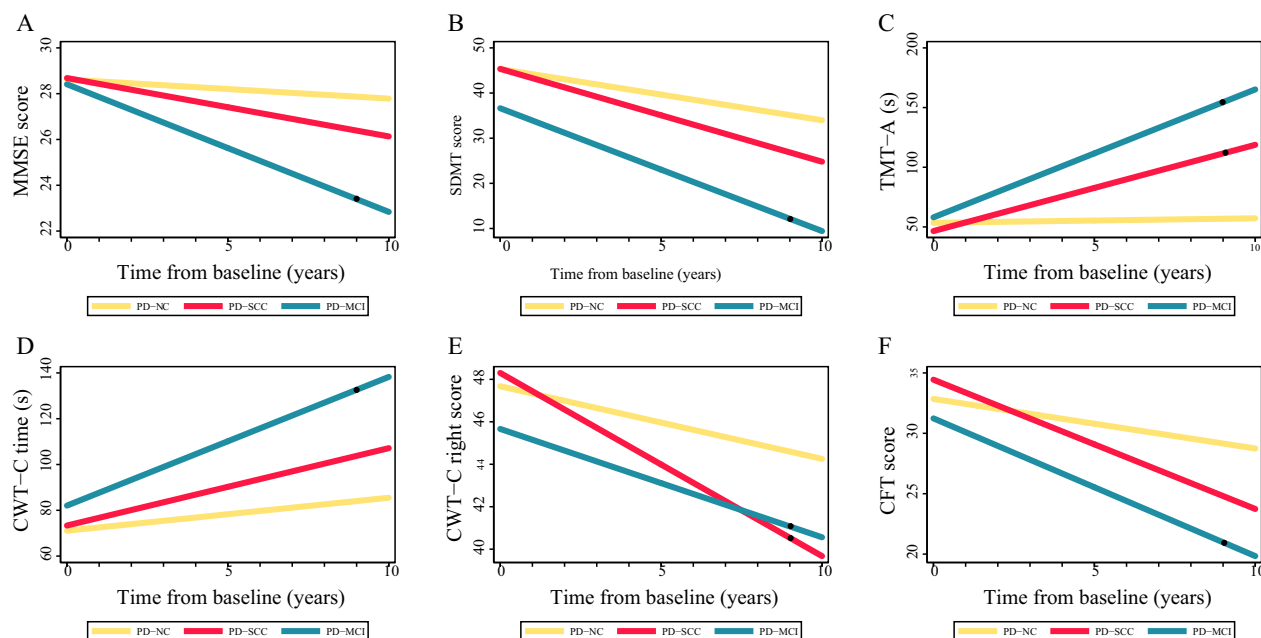 A
MMSE score
30
28
26
24
22
0
5
10
Time from baseline (years)
PD−NC
PD−SCC
PD−MCI
B
SDMT score
50
40
30
20
10
0
5
10
Time from baseline (years)
PD−NC
PD−SCC
PD−MCI
C
TMT−A (s)
200
150
100
50
0
5
10
Time from baseline (years)
PD−NC
PD−SCC
PD−MCI
D
CWT−C time (s)
140
120
100
80
60
0
5
10
Time from baseline (years)
PD−NC
PD−SCC
PD−MCI
E
CWT−C right score
48
46
44
42
40
0
5
10
Time from baseline (years)
PD−NC
PD−SCC
PD−MCI
F
CFT score
35
30
25
20
0
5
10
Time from baseline (years)
PD−NC
PD−SCC
PD−MCI